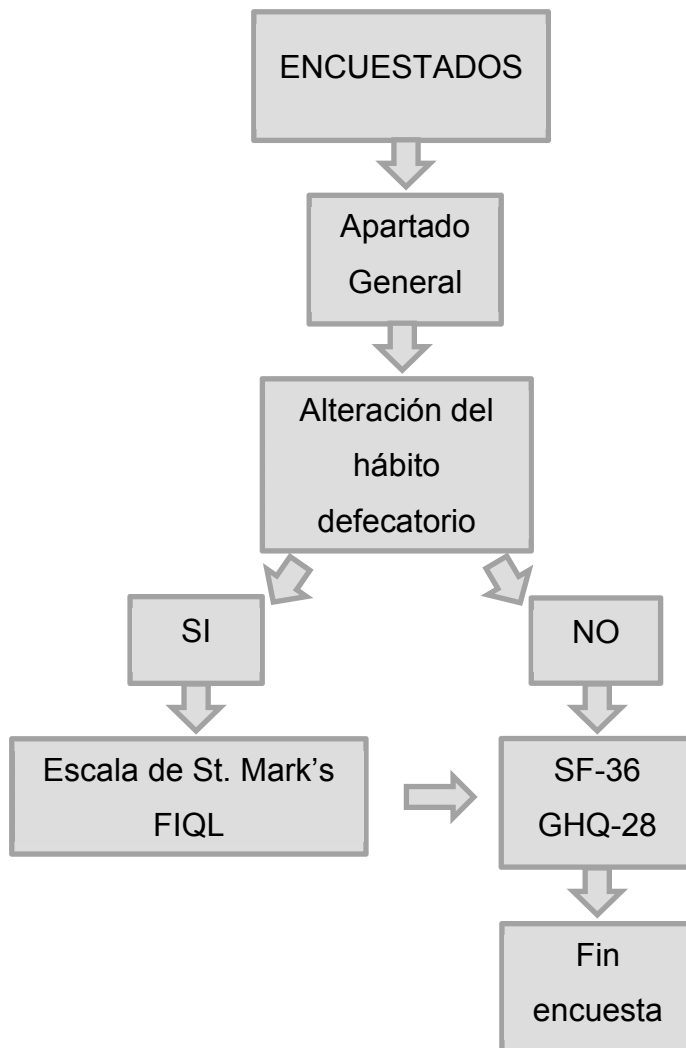 ENCUESTADOS
Apartado
General
Alteración del
hábito
defecatorio
SI
NO
Escala de St. Mark’s
FIQL
SF-36
GHQ-28
Fin
encuesta